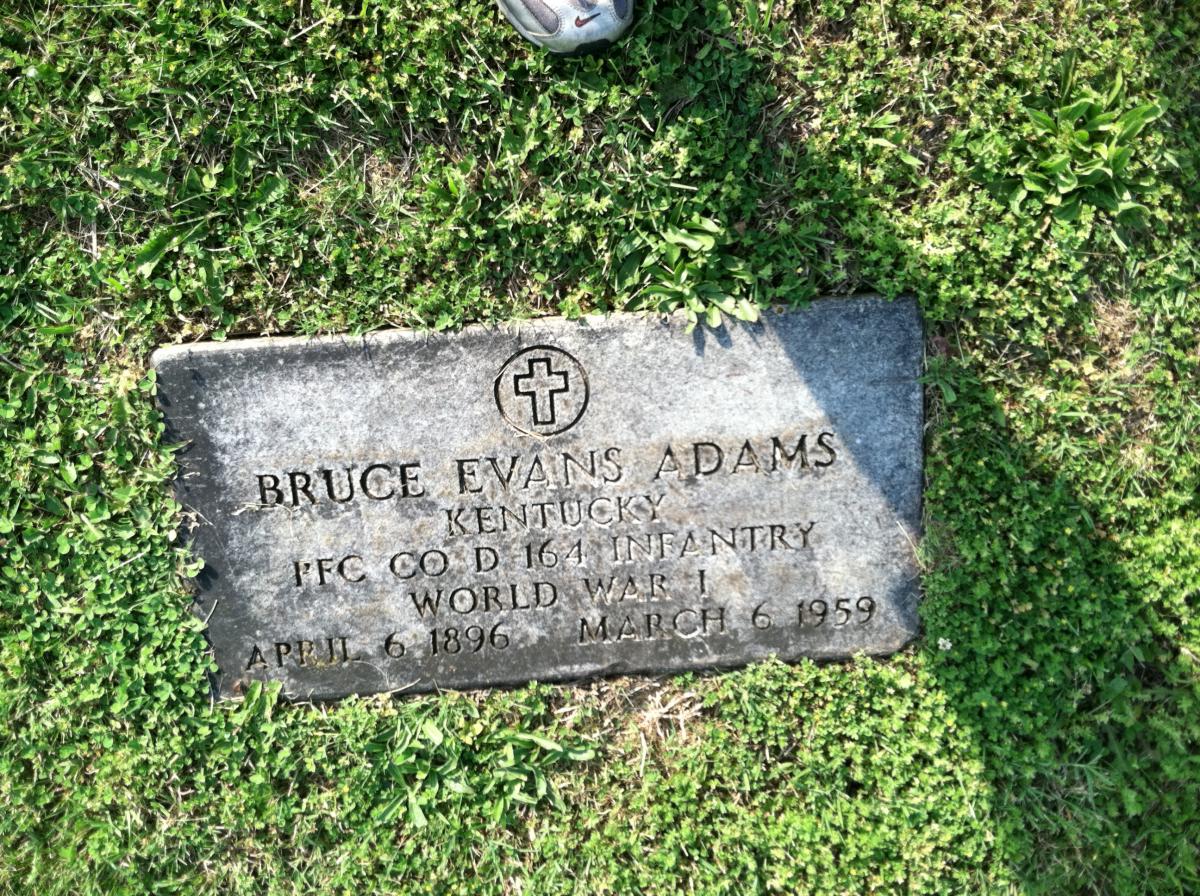 BRUCE EVANS ADAMS
KENTUCKY
PFC CO D 164 INFANTRY
WORLD WAR I
APRIL 6 1896 MARCH 6 1959